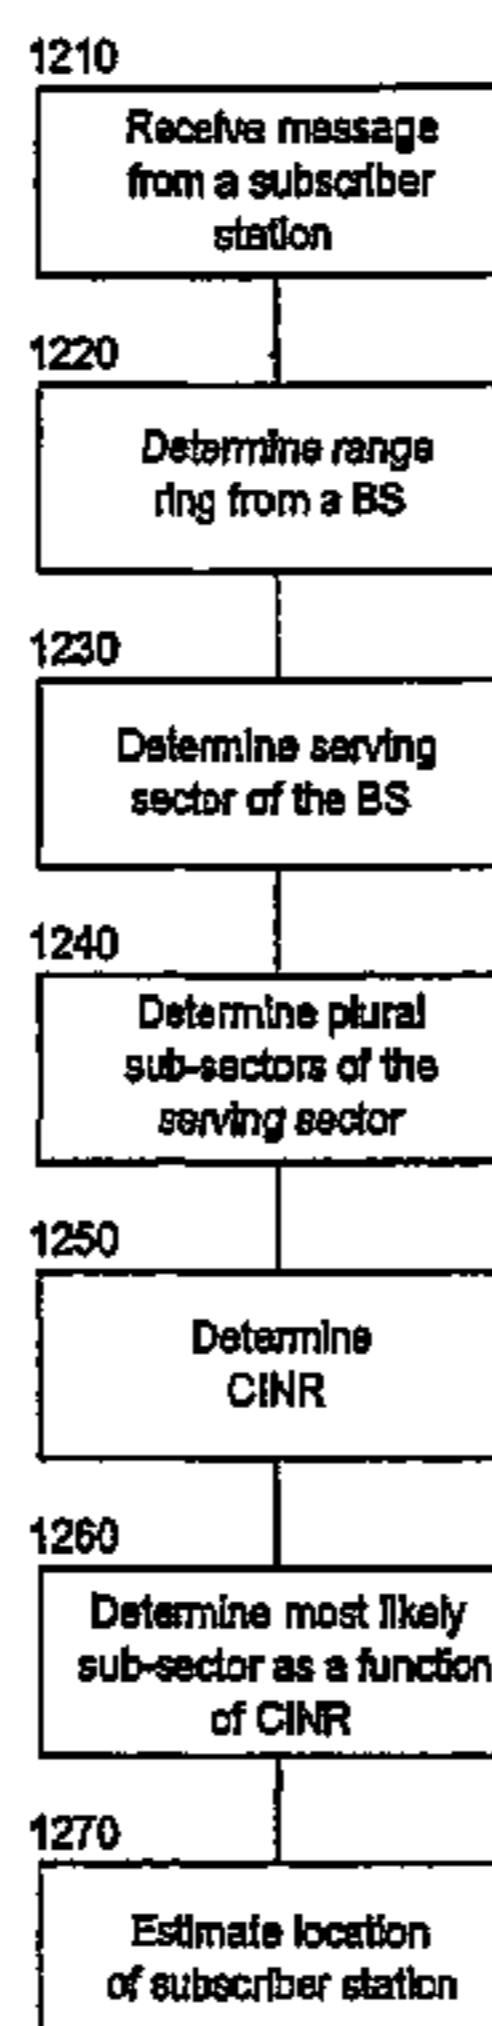 1210
Receive message
from a subscriber
station
1220
Determine range
ring from a BS
1230
Determine serving
sector of the BS
1240
Determine plural
sub-sectors of the
serving sector
1250
Determine
CINR
1260
Determine most likely
sub-sector as a function
of CINR
1270
Estimate location
of subscriber station